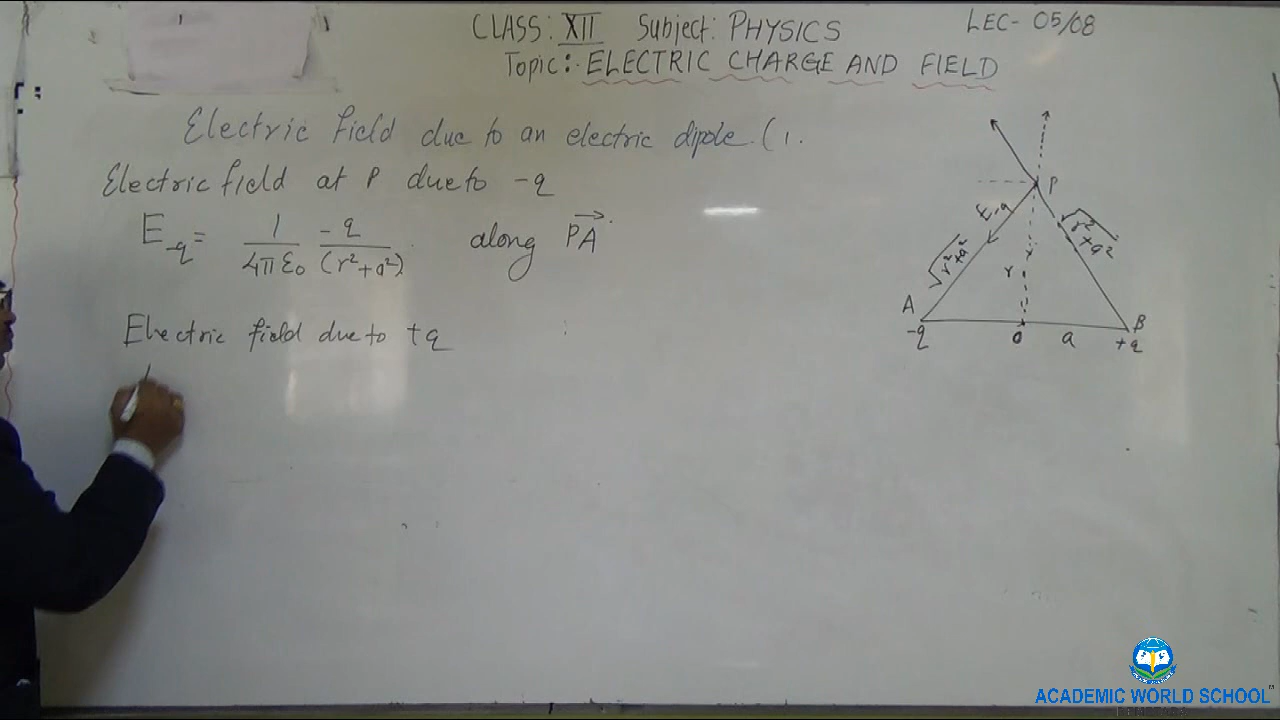 CLASS: XII Subject: PHYSICS
LEC- 05/08
Topic:- ELECTRIC CHARGE AND FIELD
Electric field due to an electric dipole. (1.
Electric field at P due to -q
E-q = 1/4πε₀ -q/(r²+a²) along PA
Electric field due to +q
P
E-q
√r²+a²
√r²+a²
r
r
A
B
-q
O
a
+q
ACADEMIC WORLD SCHOOL